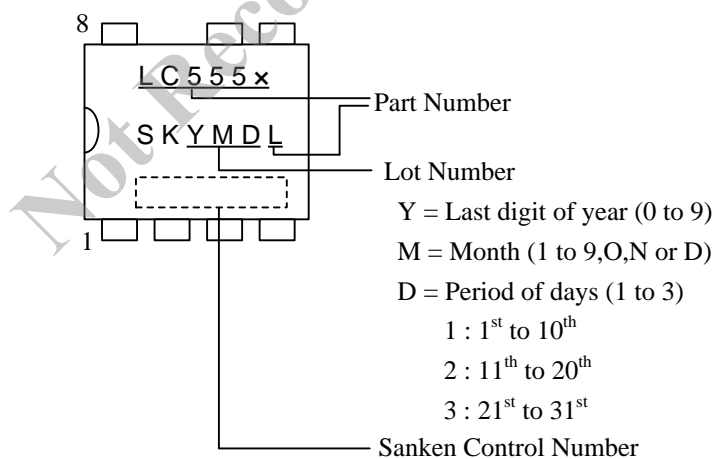 8
LC555×
Part Number
SKYMDL
Lot Number
Y = Last digit of year (0 to 9)
M = Month (1 to 9,O,N or D)
1
D = Period of days (1 to 3)
1 : 1st to 10th
2 : 11th to 20th
3 : 21st to 31st
Sanken Control Number
Not Reco